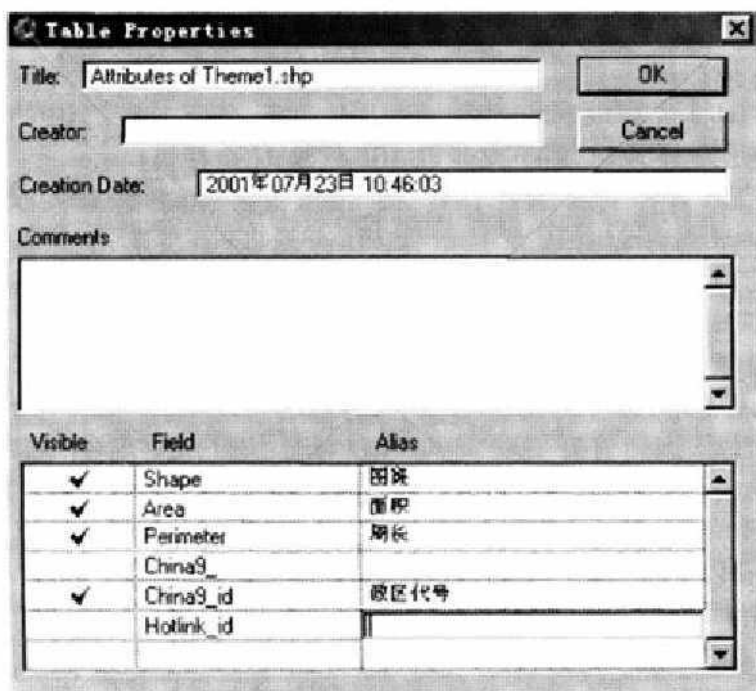 Table Properties
Title: Attributes of Theme1.shp
OK
Creator:
Cancel
Creation Date: 2001年07月23日 10:46:03
Comments
Visible Field Alias
Shape
Area 面积
Perimeter 周长
China9_
China9_id 政区代号
Hotlink_id